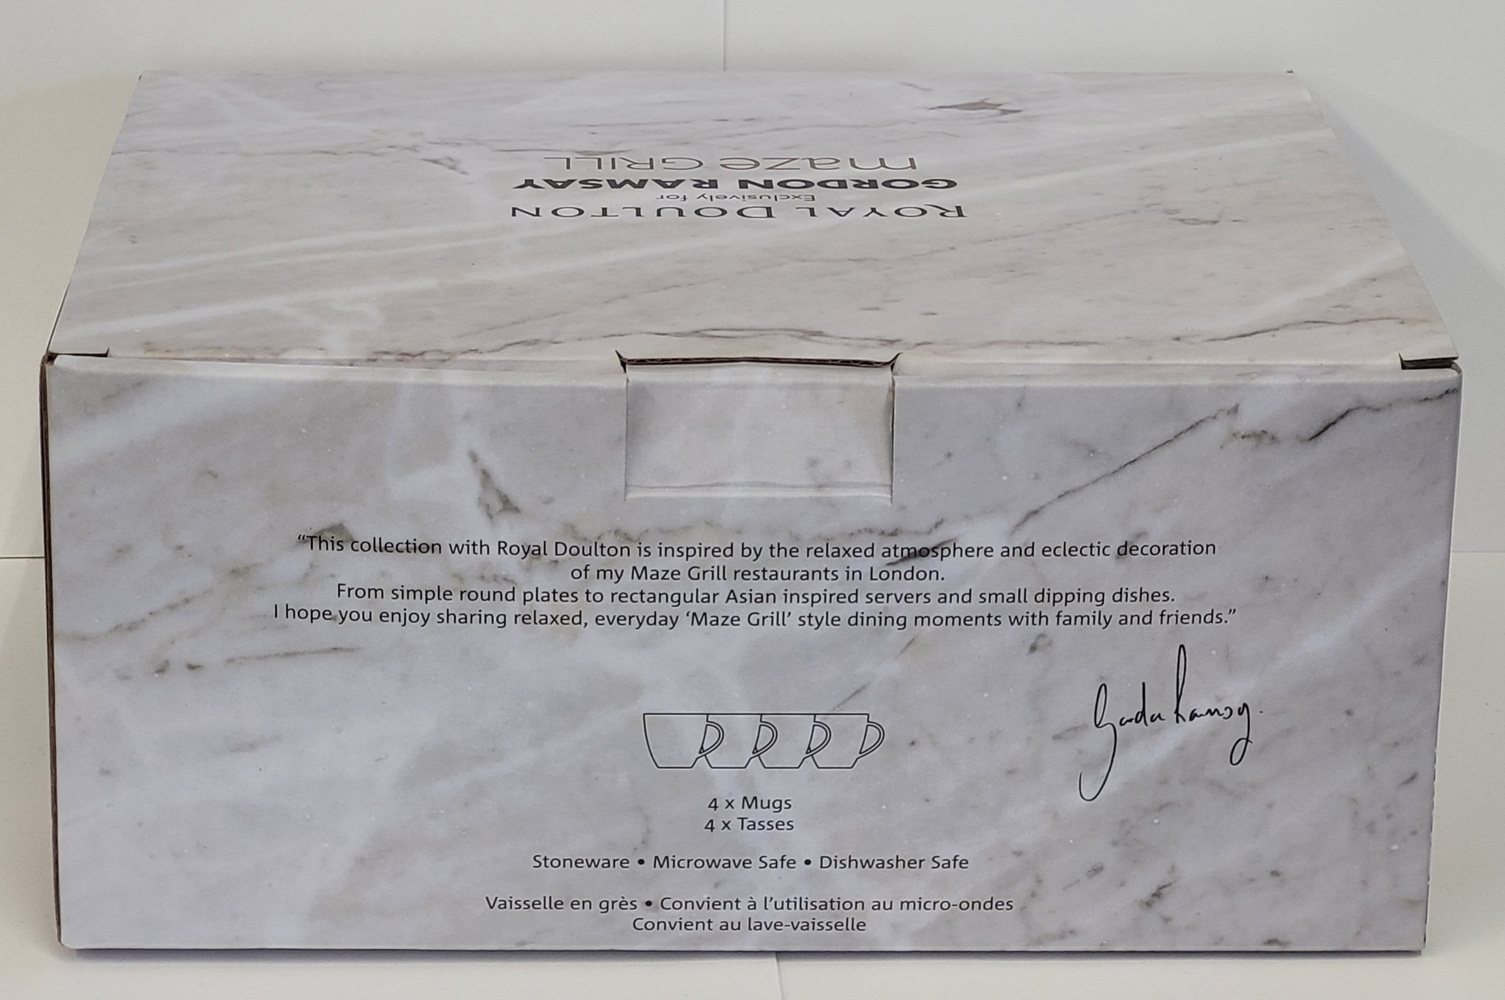 maze GRILL
GORDON RAMSAY
Exclusively for
ROYAL DOULTON
“This collection with Royal Doulton is inspired by the relaxed atmosphere and eclectic decoration
of my Maze Grill restaurants in London.
From simple round plates to rectangular Asian inspired servers and small dipping dishes.
I hope you enjoy sharing relaxed, everyday ‘Maze Grill’ style dining moments with family and friends.”
Gordon Ramsay.
4 x Mugs
4 x Tasses
Stoneware • Microwave Safe • Dishwasher Safe
Vaisselle en grès • Convient à l’utilisation au micro-ondes
Convient au lave-vaisselle